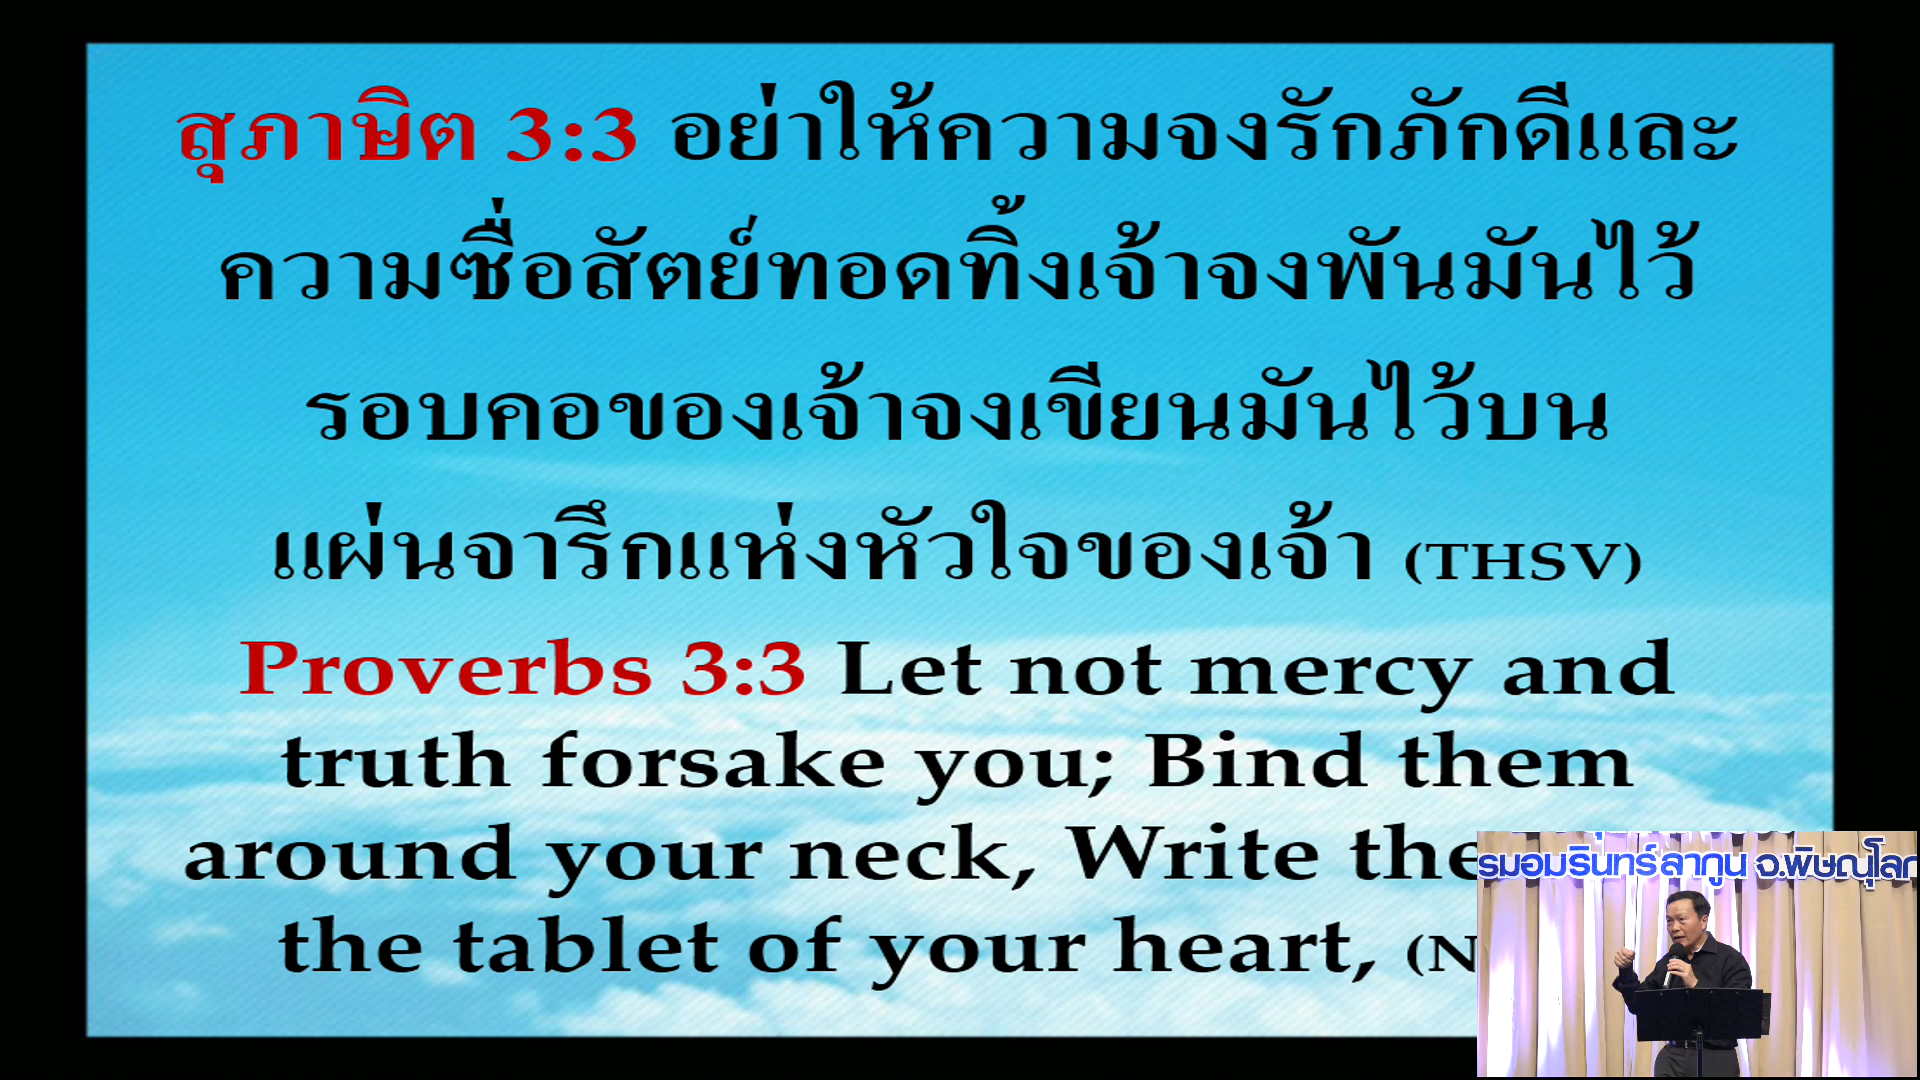 สุภาษิต 3:3 อย่าให้ความจงรักภักดีและ
ความซื่อสัตย์ทอดทิ้งเจ้าจงพันมันไว้
รอบคอของเจ้าจงเขียนมันไว้บน
แผ่นจารึกแห่งหัวใจของเจ้า (THSV)
Proverbs 3:3 Let not mercy and
truth forsake you; Bind them
around your neck, Write the
the tablet of your heart, (N
รมอมรินทร์ลากูน จ.พิษณุโลก